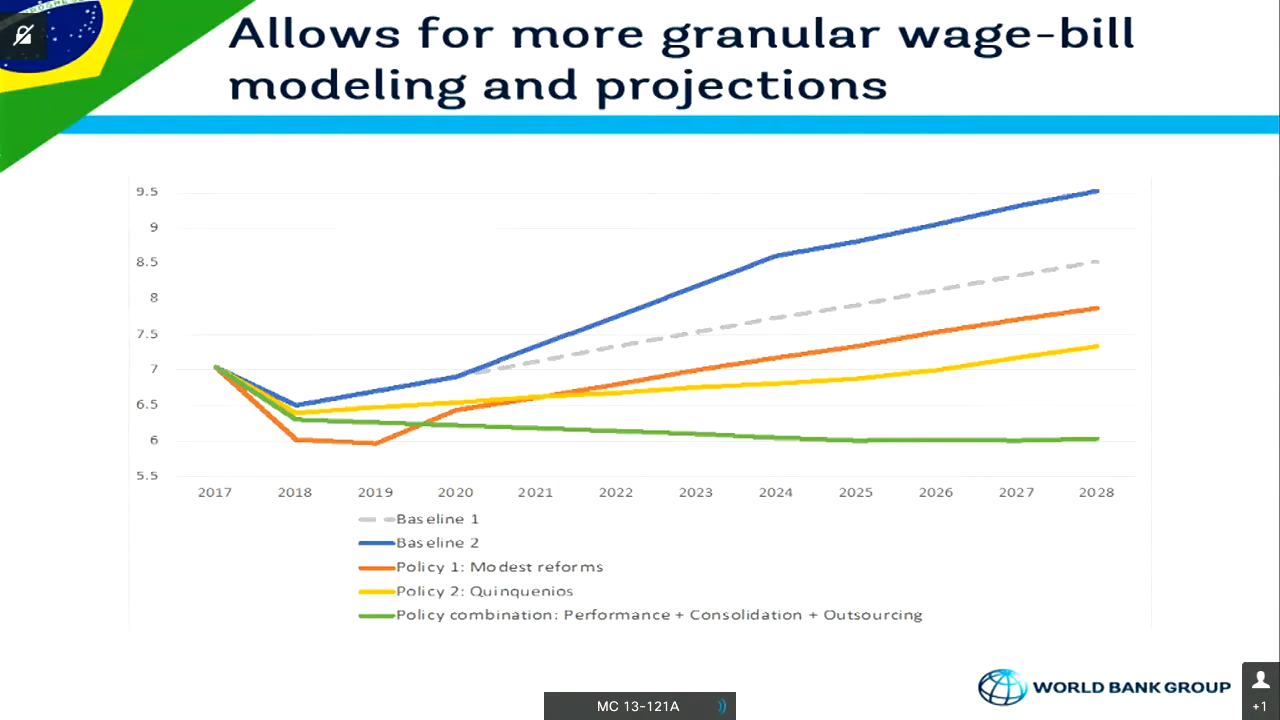 Allows for more granular wage-bill
modeling and projections
9.5
9
8.5
8
7.5
7
6.5
6
5.5
2017 2018 2019 2020 2021 2022 2023 2024 2025 2026 2027 2028
Baseline 1
Baseline 2
Policy 1: Modest reforms
Policy 2: Quinquenios
Policy combination: Performance + Consolidation + Outsourcing
WORLD BANK GROUP
MC 13-121A
+1